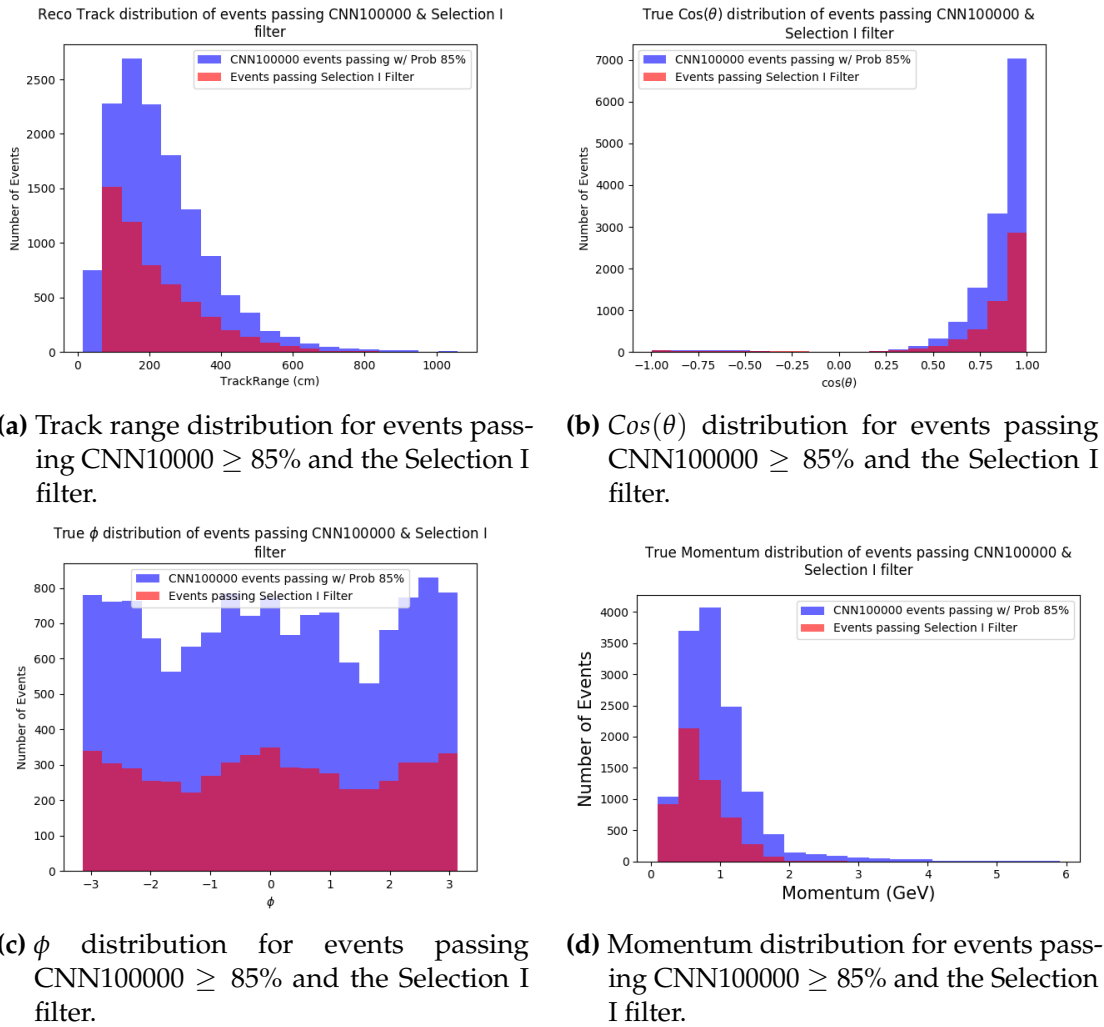 Reco Track distribution of events passing CNN100000 & Selection I
filter
CNN100000 events passing w/ Prob 85%
Events passing Selection I Filter
Number of Events
0
500
1000
1500
2000
2500
0 200 400 600 800 1000
TrackRange (cm)
(a) Track range distribution for events pass-
ing CNN10000 ≥ 85% and the Selection I
filter.
True Cos(θ) distribution of events passing CNN100000 &
Selection I filter
CNN100000 events passing w/ Prob 85%
Events passing Selection I Filter
Number of Events
0
1000
2000
3000
4000
5000
6000
7000
−1.00 −0.75 −0.50 −0.25 0.00 0.25 0.50 0.75 1.00
cos(θ)
(b) Cos(θ) distribution for events passing
CNN100000 ≥ 85% and the Selection I
filter.
True ϕ distribution of events passing CNN100000 & Selection I
filter
CNN100000 events passing w/ Prob 85%
Events passing Selection I Filter
Number of Events
0
100
200
300
400
500
600
700
800
−3 −2 −1 0 1 2 3
ϕ
(c) ϕ distribution for events passing
CNN100000 ≥ 85% and the Selection I
filter.
True Momentum distribution of events passing CNN100000 &
Selection I filter
CNN100000 events passing w/ Prob 85%
Events passing Selection I Filter
Number of Events
0
500
1000
1500
2000
2500
3000
3500
4000
0 1 2 3 4 5 6
Momentum (GeV)
(d) Momentum distribution for events pass-
ing CNN100000 ≥ 85% and the Selection
I filter.